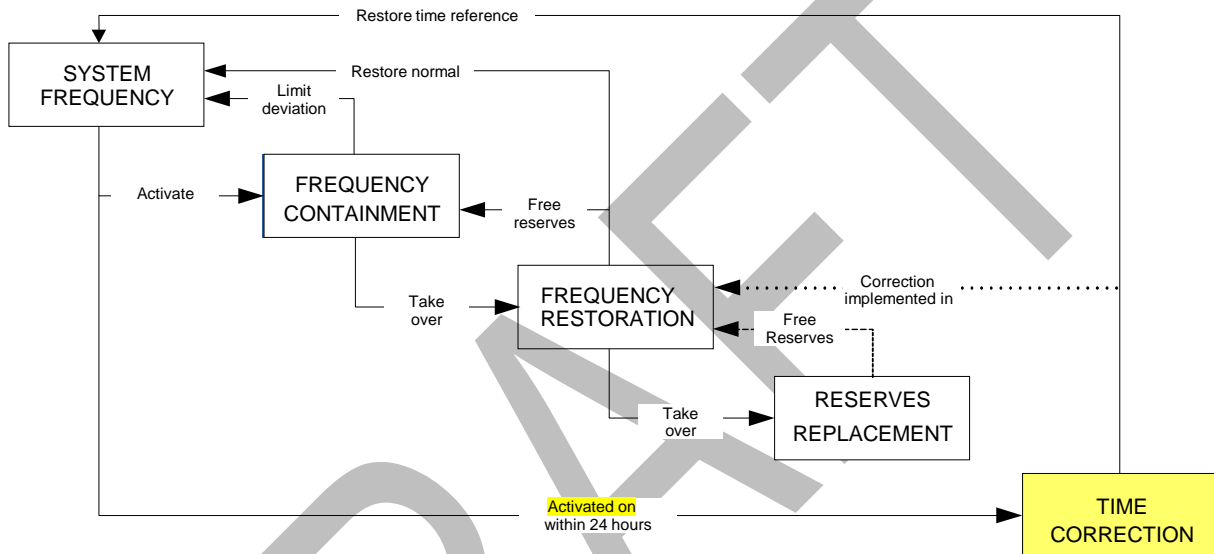 Restore time reference
SYSTEM
FREQUENCY
Restore normal
Limit
deviation
Activate
FREQUENCY
CONTAINMENT
Free
reserves
Take
over
FREQUENCY
RESTORATION
Correction
implemented in
Free
Reserves
Take
over
RESERVES
REPLACEMENT
Activated on
within 24 hours
TIME
CORRECTION
DRAFT